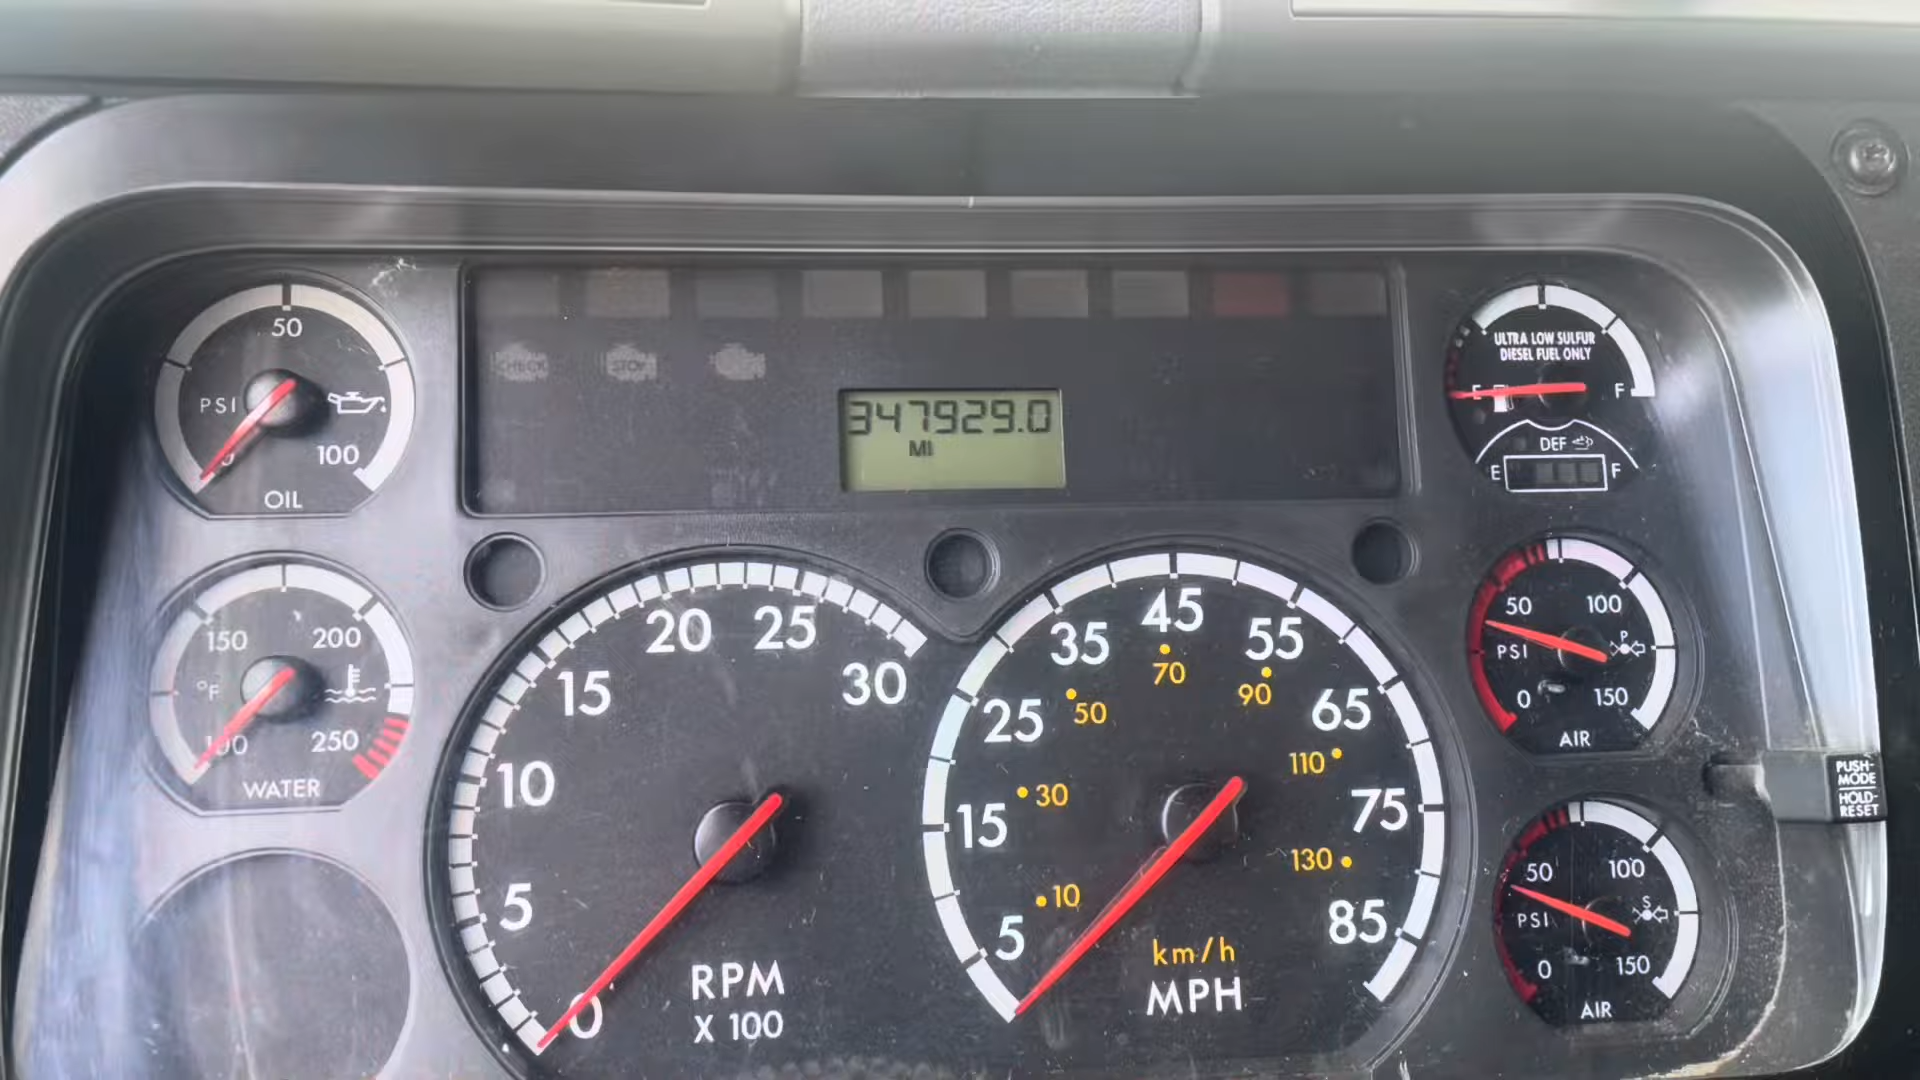 50
PSI
0
100
OIL
150
200
°F
100
250
WATER
CHECK
STOP
347929.0
MI
0
5
10
15
20
25
30
RPM
X 100
5
15
25
35
45
55
65
75
85
10
30
50
70
90
110
130
km/h
MPH
ULTRA LOW SULFUR
DIESEL FUEL ONLY
E F
DEF
E F
50 100
P
PSI
0 150
AIR
PUSH-
MODE
HOLD-
RESET
50 100
S
PSI
0 150
AIR